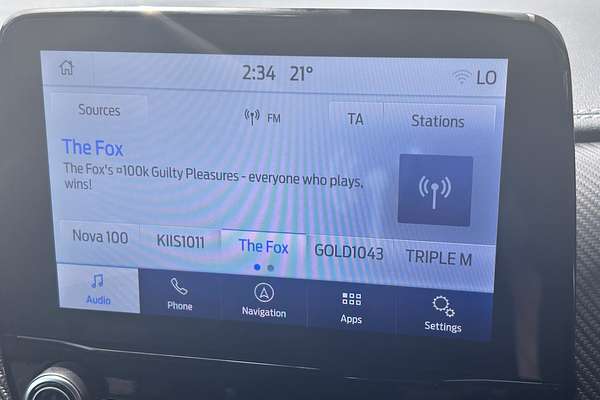 2:34 21° LO
Sources FM TA Stations
The Fox
The Fox's ¤100k Guilty Pleasures - everyone who plays,
wins!
Nova 100 KIIS1011 The Fox GOLD1043 TRIPLE M
Audio Phone Navigation Apps Settings